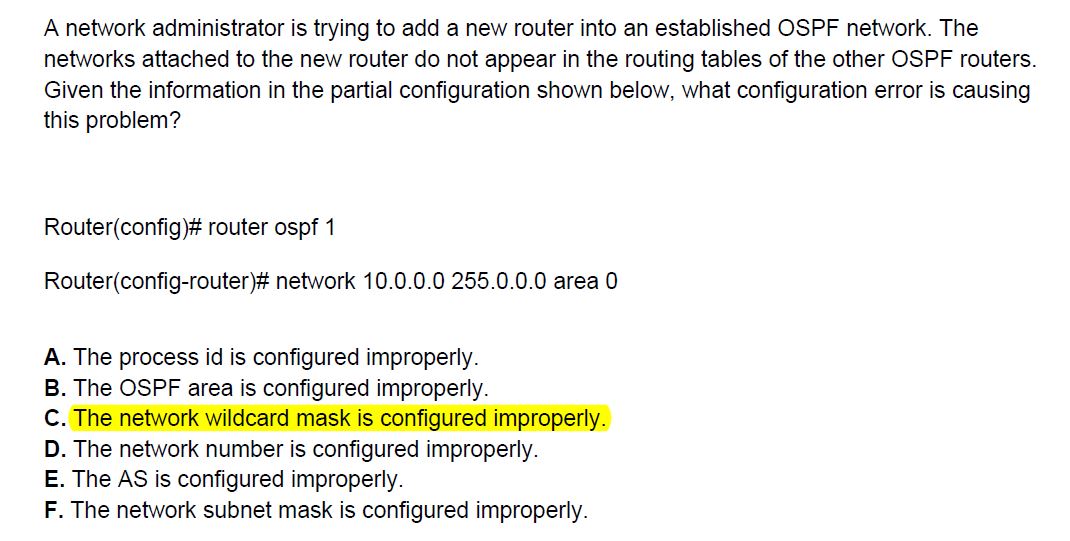 A network administrator is trying to add a new router into an established OSPF network. The
networks attached to the new router do not appear in the routing tables of the other OSPF routers.
Given the information in the partial configuration shown below, what configuration error is causing
this problem?
Router(config)# router ospf 1
Router(config-router)# network 10.0.0.0 255.0.0.0 area 0
A. The process id is configured improperly.
B. The OSPF area is configured improperly.
C. The network wildcard mask is configured improperly.
D. The network number is configured improperly.
E. The AS is configured improperly.
F. The network subnet mask is configured improperly.